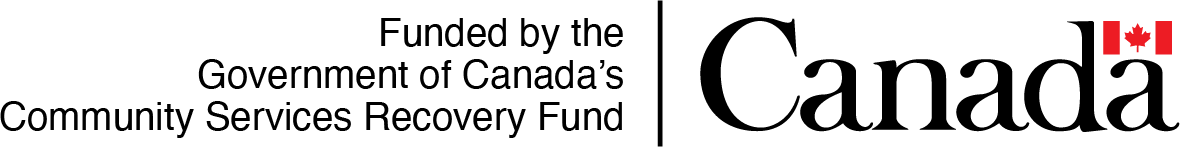 Funded by the
Government of Canada’s
Community Services Recovery Fund
Canada